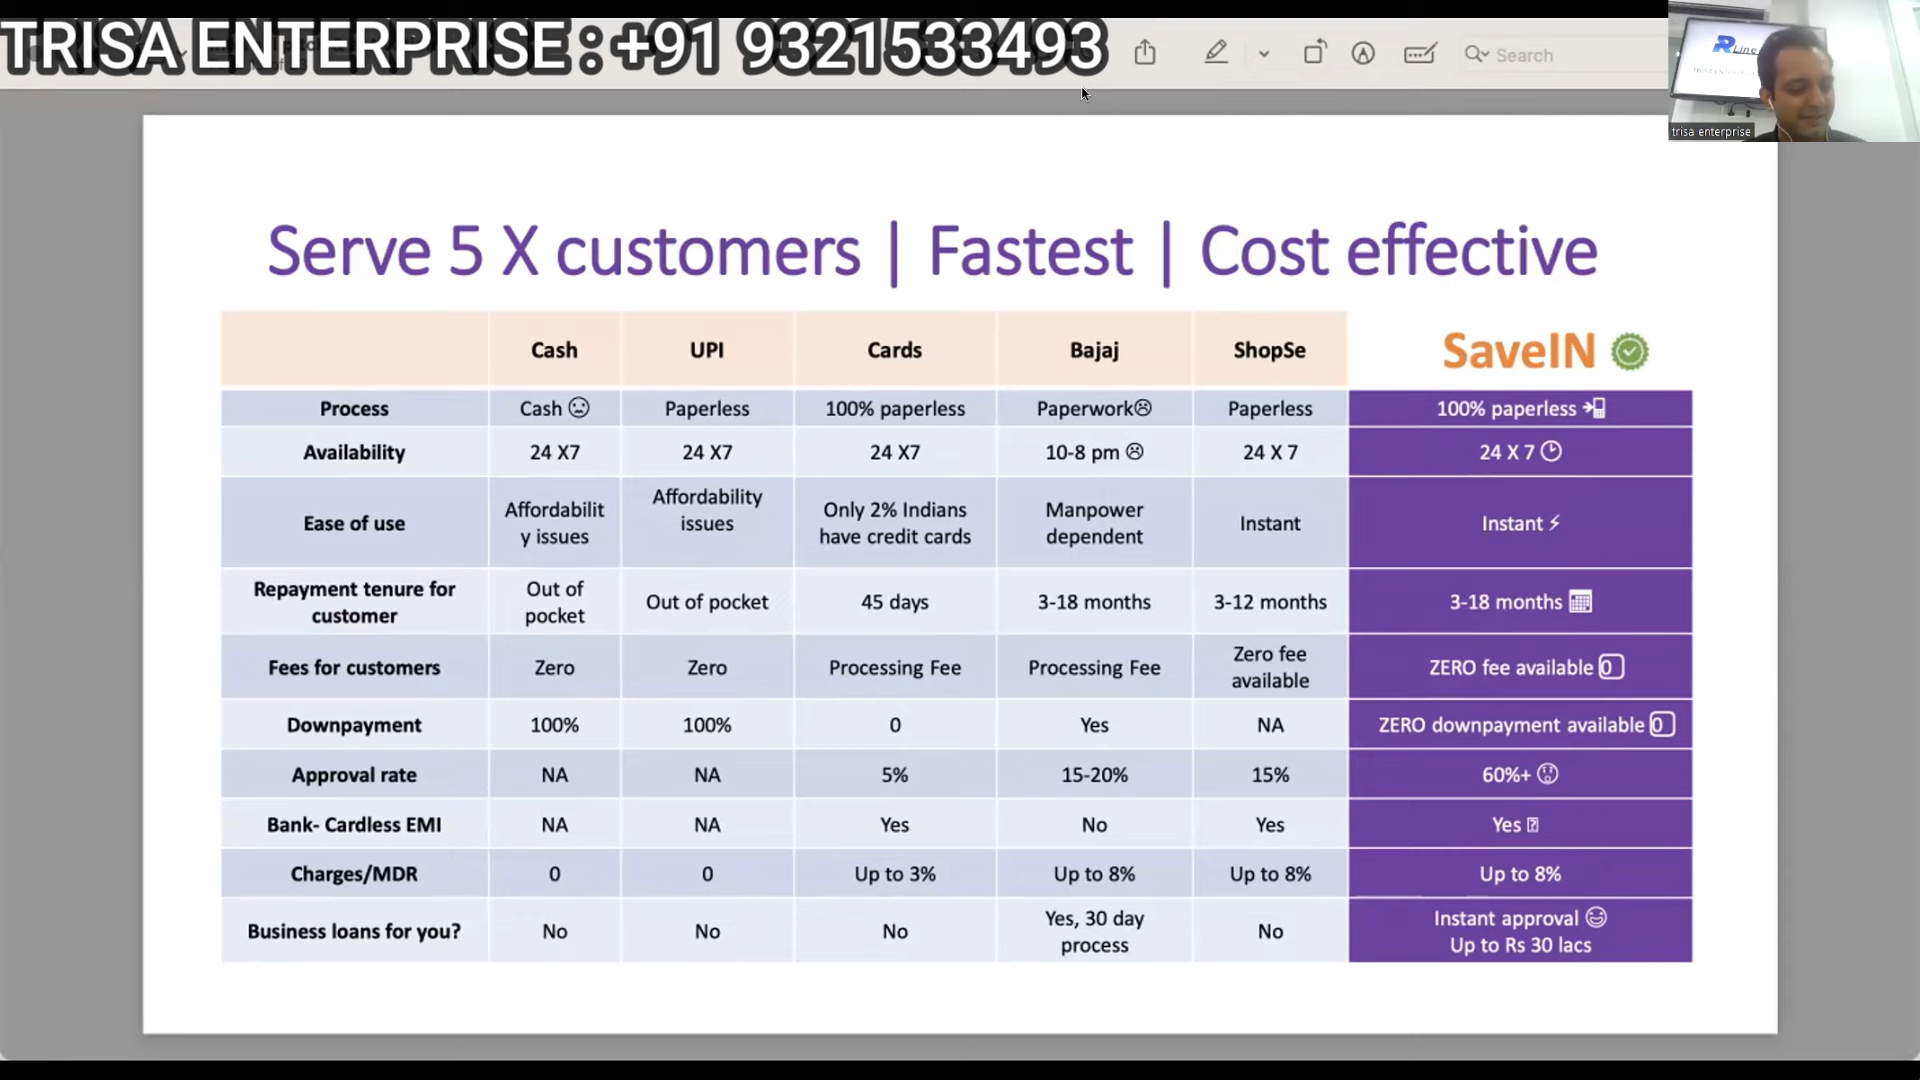 TRISA ENTERPRISE : +91 9321533493
Search
RLine
trisa enterprise
Serve 5 X customers | Fastest | Cost effective
Cash UPI Cards Bajaj ShopSe SaveIN
Process Cash Paperless 100% paperless Paperwork Paperless 100% paperless
Availability 24 X7 24 X7 24 X7 10-8 pm 24 X 7 24 X 7
Ease of use
Affordabilit
y issues
Affordability
issues
Only 2% Indians
have credit cards
Manpower
dependent
Instant
Instant
Repayment tenure for
customer
Out of
pocket
Out of pocket
45 days
3-18 months
3-12 months
3-18 months
Fees for customers
Zero
Zero
Processing Fee
Processing Fee
Zero fee
available
ZERO fee available 0
Downpayment 100% 100% 0 Yes NA ZERO downpayment available 0
Approval rate NA NA 5% 15-20% 15% 60%+
Bank- Cardless EMI NA NA Yes No Yes Yes
Charges/MDR 0 0 Up to 3% Up to 8% Up to 8% Up to 8%
Business loans for you?
No
No
No
Yes, 30 day
process
No
Instant approval
Up to Rs 30 lacs